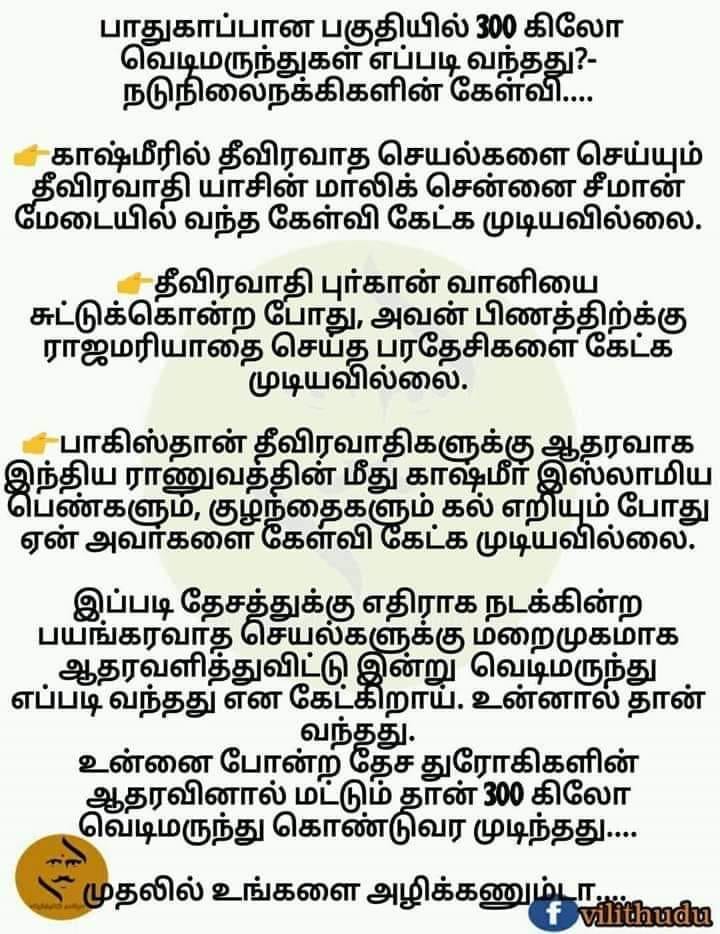 பாதுகாப்பான பகுதியில் 300 கிலோ
வெடிமருந்துகள் எப்படி வந்தது?-
நடுநிலைநக்கிகளின் கேள்வி....
👉காஷ்மீரில் தீவிரவாத செயல்களை செய்யும்
தீவிரவாதி யாசின் மாலிக் சென்னை சீமான்
மேடையில் வந்த கேள்வி கேட்க முடியவில்லை.
👉தீவிரவாதி புர்கான் வானியை
சுட்டுக்கொன்ற போது, அவன் பிணத்திற்க்கு
ராஜமரியாதை செய்த பரதேசிகளை கேட்க
முடியவில்லை.
👉பாகிஸ்தான் தீவிரவாதிகளுக்கு ஆதரவாக
இந்திய ராணுவத்தின் மீது காஷ்மீர் இஸ்லாமிய
பெண்களும், குழந்தைகளும் கல் எறியும் போது
ஏன் அவர்களை கேள்வி கேட்க முடியவில்லை.
இப்படி தேசத்துக்கு எதிராக நடக்கின்ற
பயங்கரவாத செயல்களுக்கு மறைமுகமாக
ஆதரவளித்துவிட்டு இன்று வெடிமருந்து
எப்படி வந்தது என கேட்கிறாய். உன்னால் தான்
வந்தது.
உன்னை போன்ற தேச துரோகிகளின்
ஆதரவினால் மட்டும் தான் 300 கிலோ
வெடிமருந்து கொண்டுவர முடிந்தது....
முதலில் உங்களை அழிக்கணும்டா....
f vilithudu